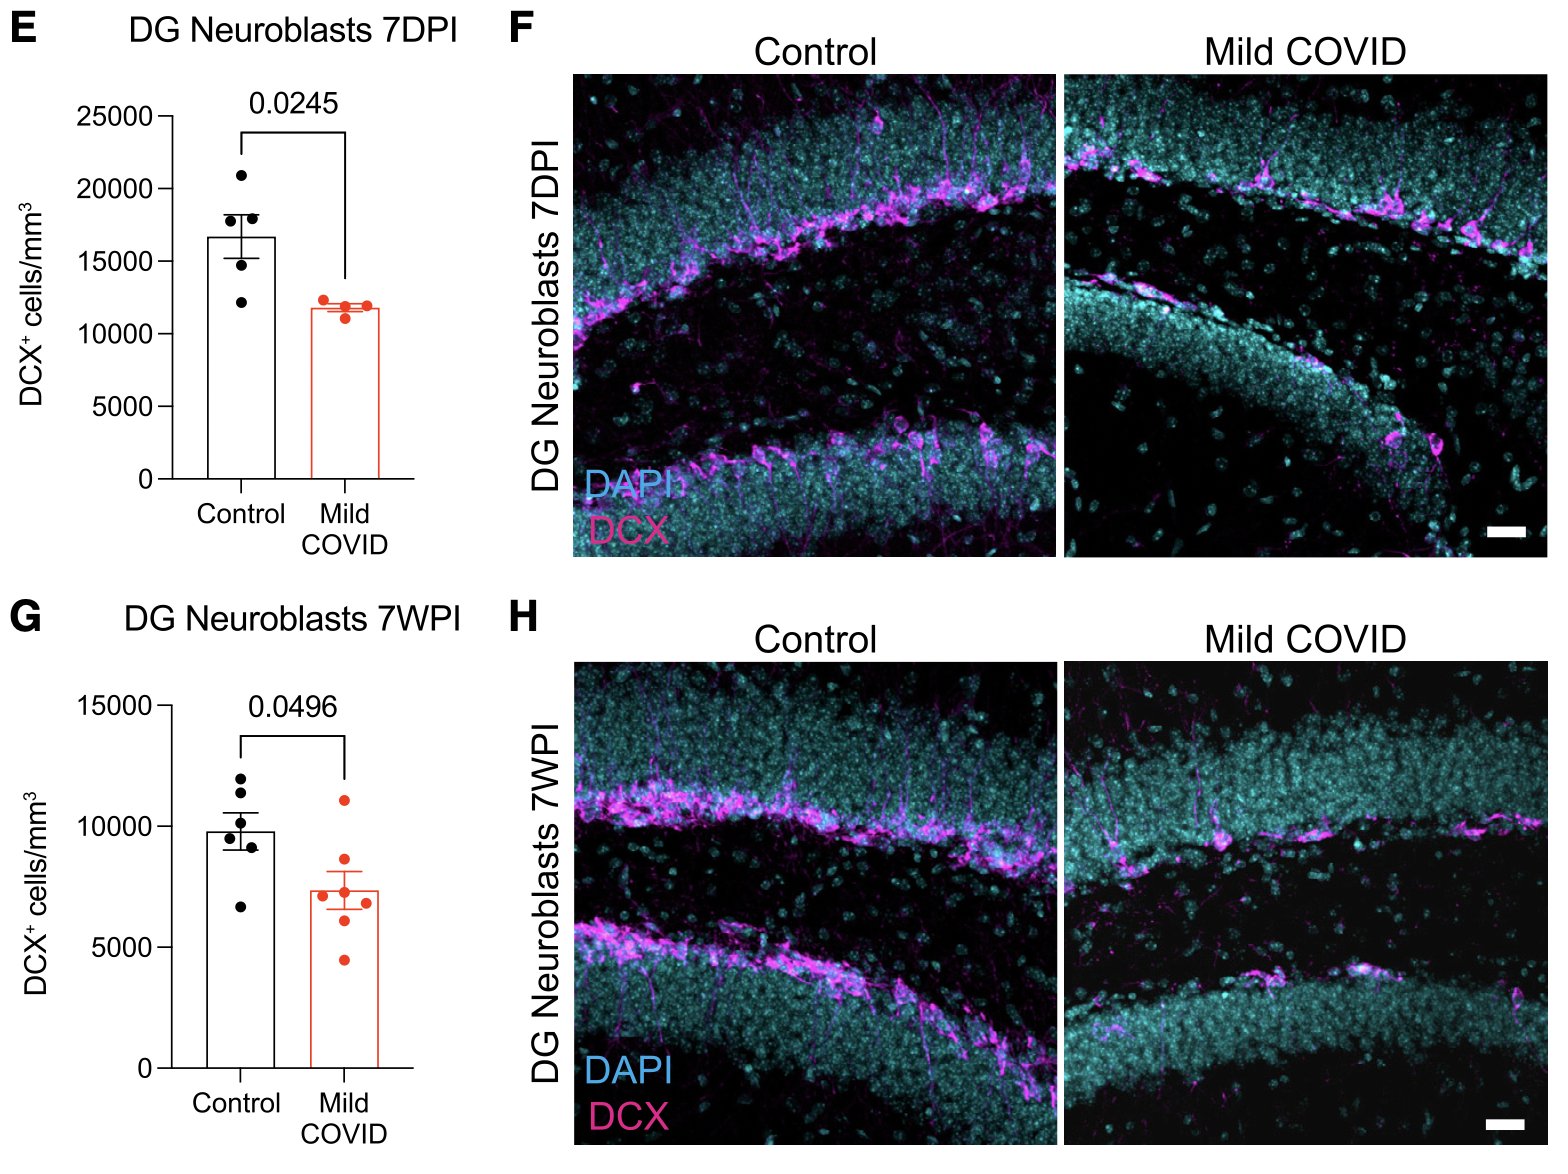 E
DG Neuroblasts 7DPI
0.0245
25000
20000
15000
10000
5000
0
DCX⁺ cells/mm³
Control
Mild
COVID
F
Control
Mild COVID
DG Neuroblasts 7DPI
DAPI
DCX
G
DG Neuroblasts 7WPI
0.0496
15000
10000
5000
0
DCX⁺ cells/mm³
Control
Mild
COVID
H
Control
Mild COVID
DG Neuroblasts 7WPI
DAPI
DCX